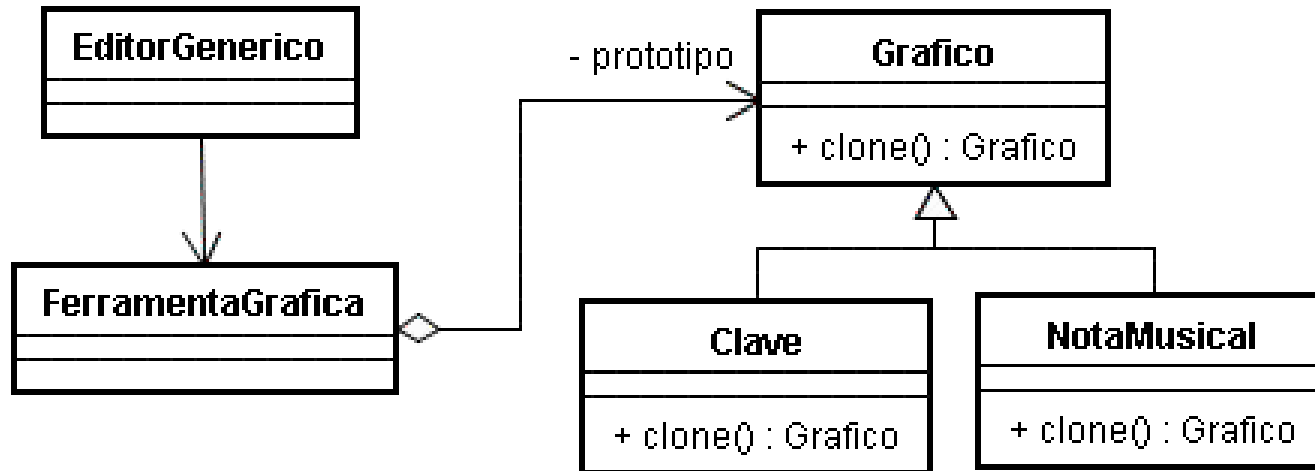 EditorGenerico
- prototipo
Grafico
+ clone() : Grafico
FerramentaGrafica
Clave
+ clone() : Grafico
NotaMusical
+ clone() : Grafico